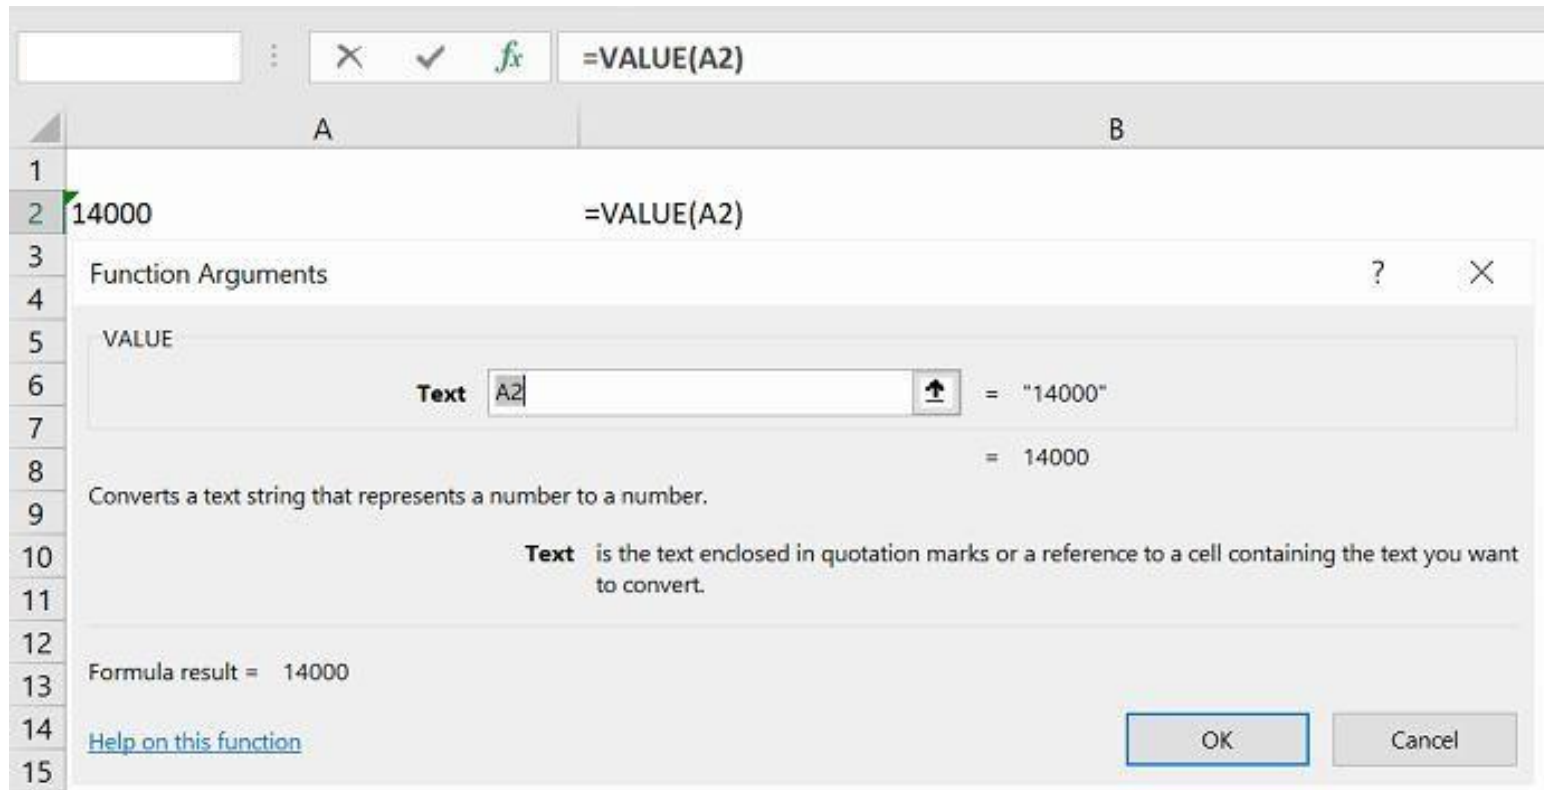 fx =VALUE(A2)
A B
1
2 14000 =VALUE(A2)
3
Function Arguments ?
4
5 VALUE
6 Text A2 = "14000"
7
= 14000
8
Converts a text string that represents a number to a number.
9
10 Text is the text enclosed in quotation marks or a reference to a cell containing the text you want
to convert.
11
12
Formula result = 14000
13
14 Help on this function OK Cancel
15